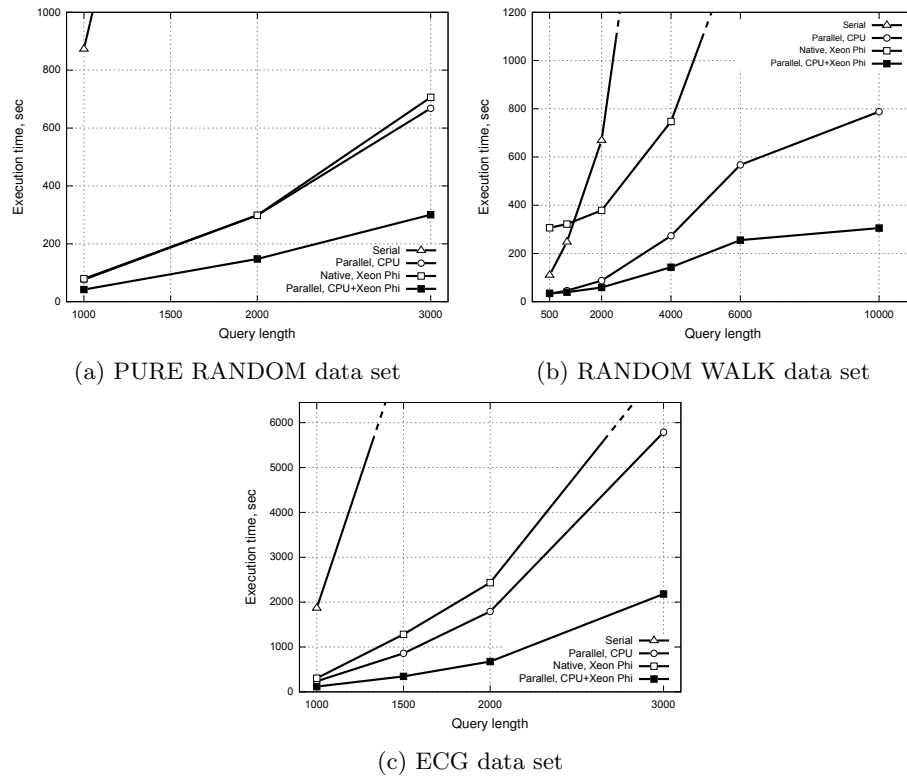 1000
800
600
400
200
0
Execution time, sec
Serial
Parallel, CPU
Native, Xeon Phi
Parallel, CPU+Xeon Phi
1000
1500
2000
3000
Query length
(a) PURE RANDOM data set
1200
1000
800
600
400
200
0
Execution time, sec
Serial
Parallel, CPU
Native, Xeon Phi
Parallel, CPU+Xeon Phi
500
2000
4000
6000
10000
Query length
(b) RANDOM WALK data set
6000
5000
4000
3000
2000
1000
0
Execution time, sec
Serial
Parallel, CPU
Native, Xeon Phi
Parallel, CPU+Xeon Phi
1000
1500
2000
3000
Query length
(c) ECG data set